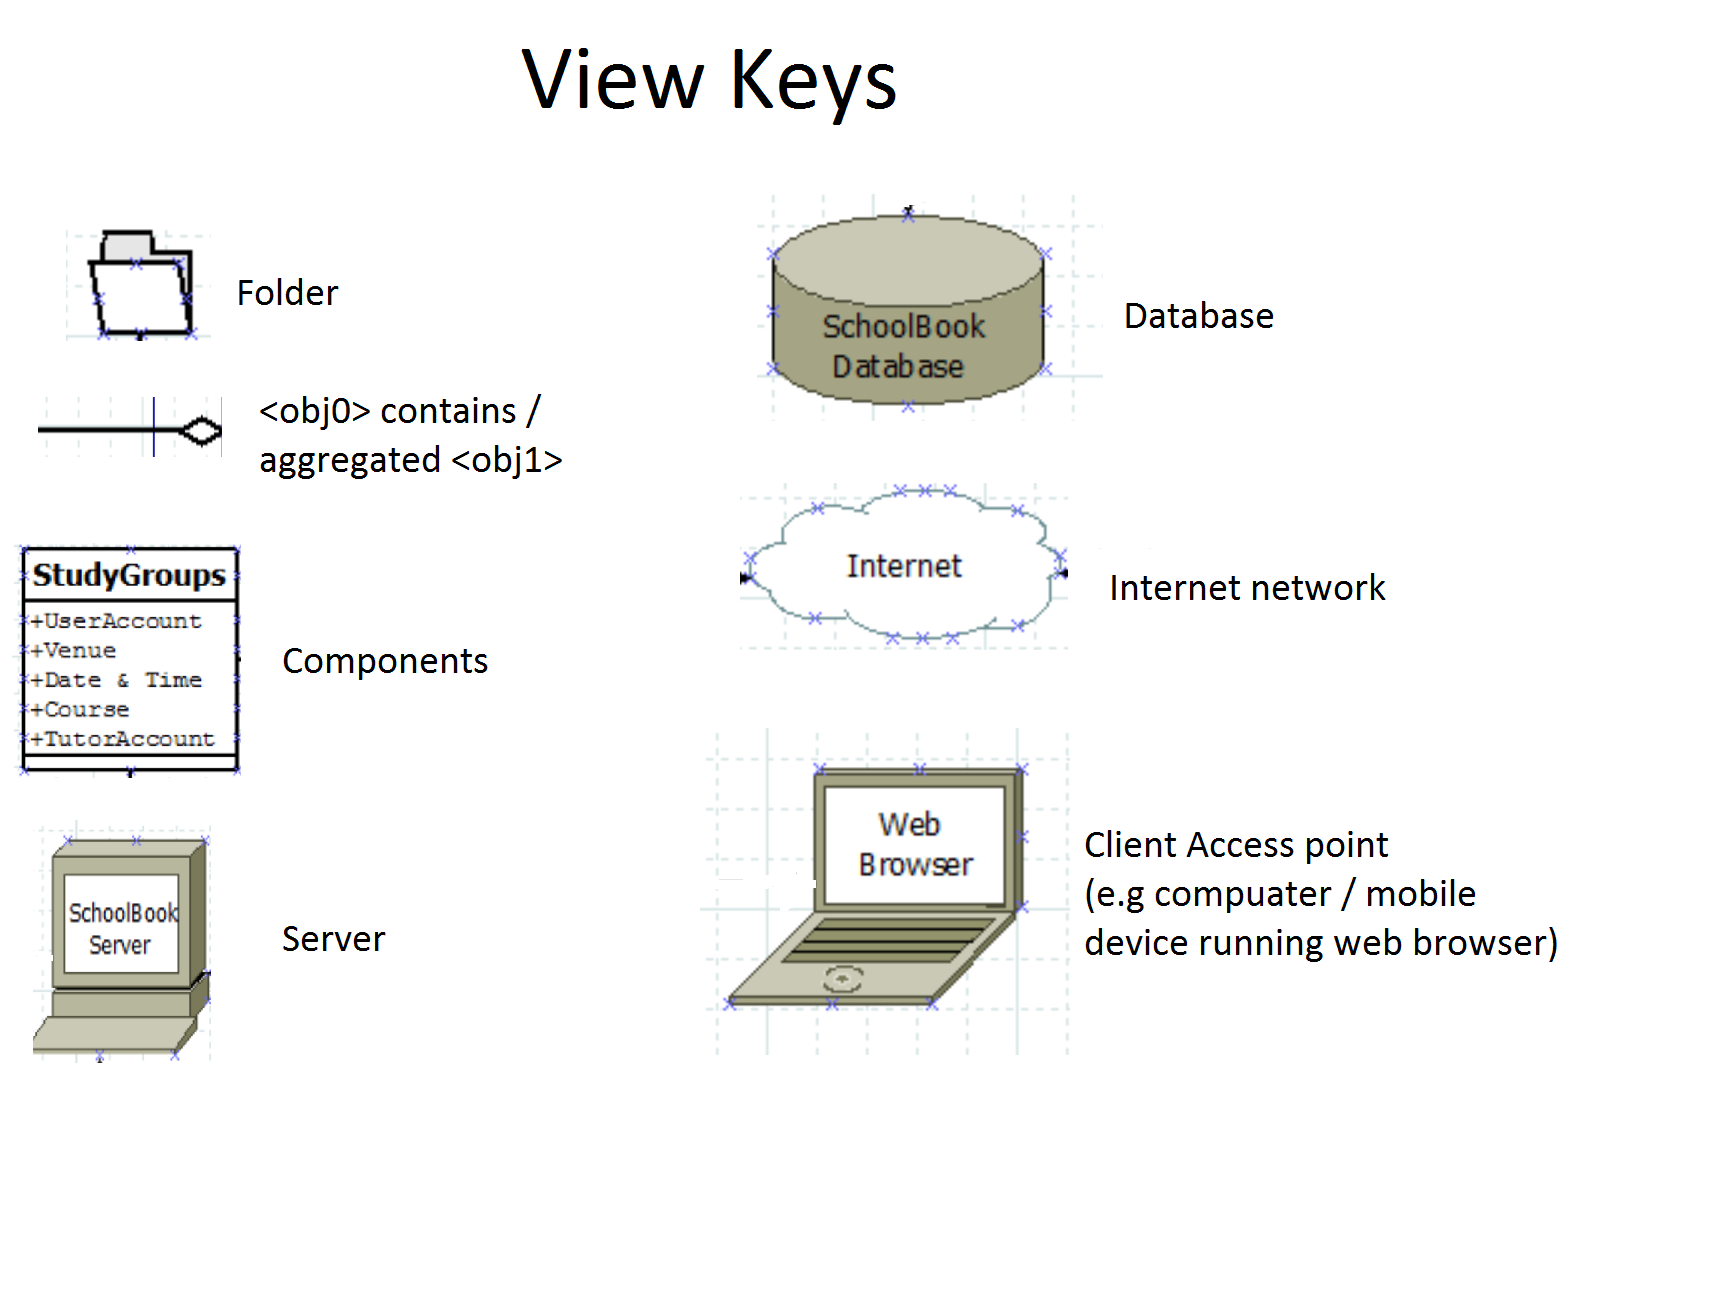 View Keys
Folder
<obj0> contains /
aggregated <obj1>
StudyGroups
+UserAccount
+Venue
+Date & Time
+Course
+TutorAccount
Components
SchoolBook
Server
Server
SchoolBook
Database
Database
Internet
Internet network
Web
Browser
Client Access point
(e.g compuater / mobile
device running web browser)